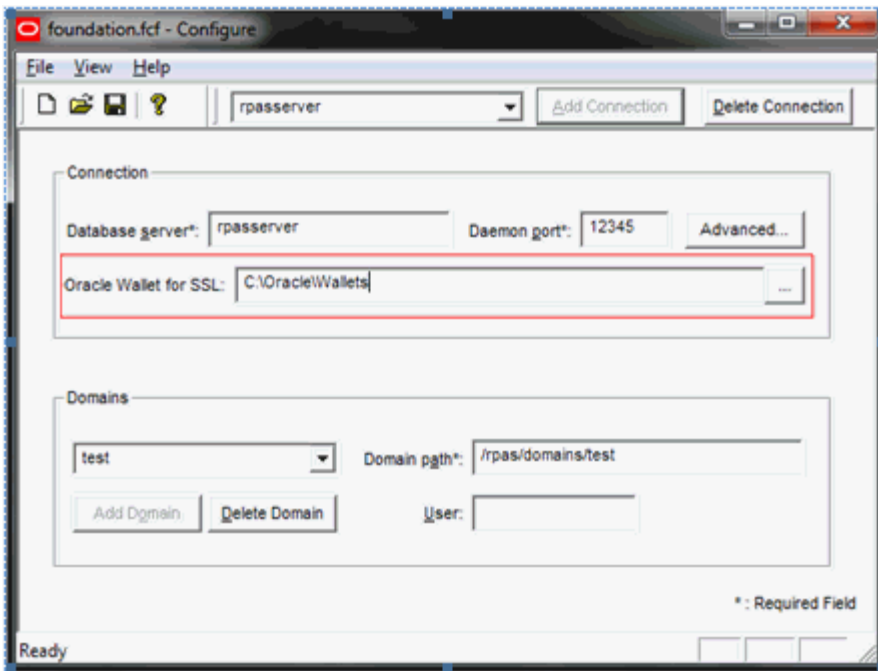 foundation.fcf - Configure
File View Help
rpasserver Add Connection Delete Connection
Connection
Database server*: rpasserver Daemon port*: 12345 Advanced...
Oracle Wallet for SSL: C:\Oracle\Wallets ...
Domains
test Domain path*: /rpas/domains/test
Add Domain Delete Domain User:
* : Required Field
Ready